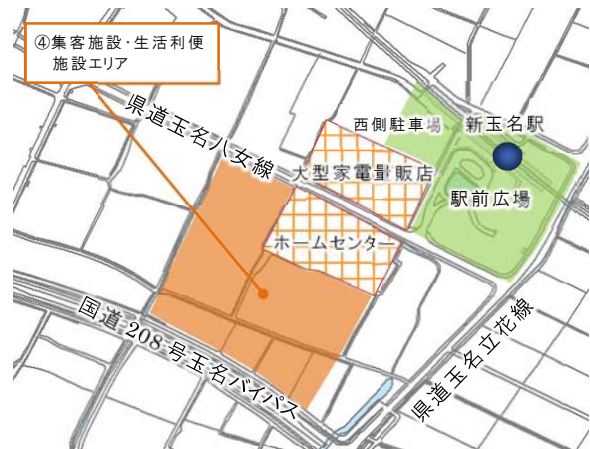 ④集客施設・生活利便
施設エリア
県道玉名八女線
西側駐車場
新玉名駅
大型家電量販店
駅前広場
ホームセンター
国道208号玉名バイパス
県道玉名立花線